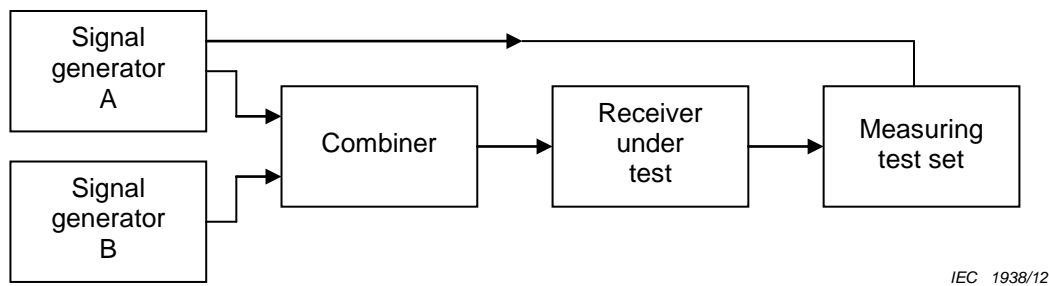 Signal
generator
A
Combiner
Receiver
under
test
Measuring
test set
Signal
generator
B
IEC 1938/12